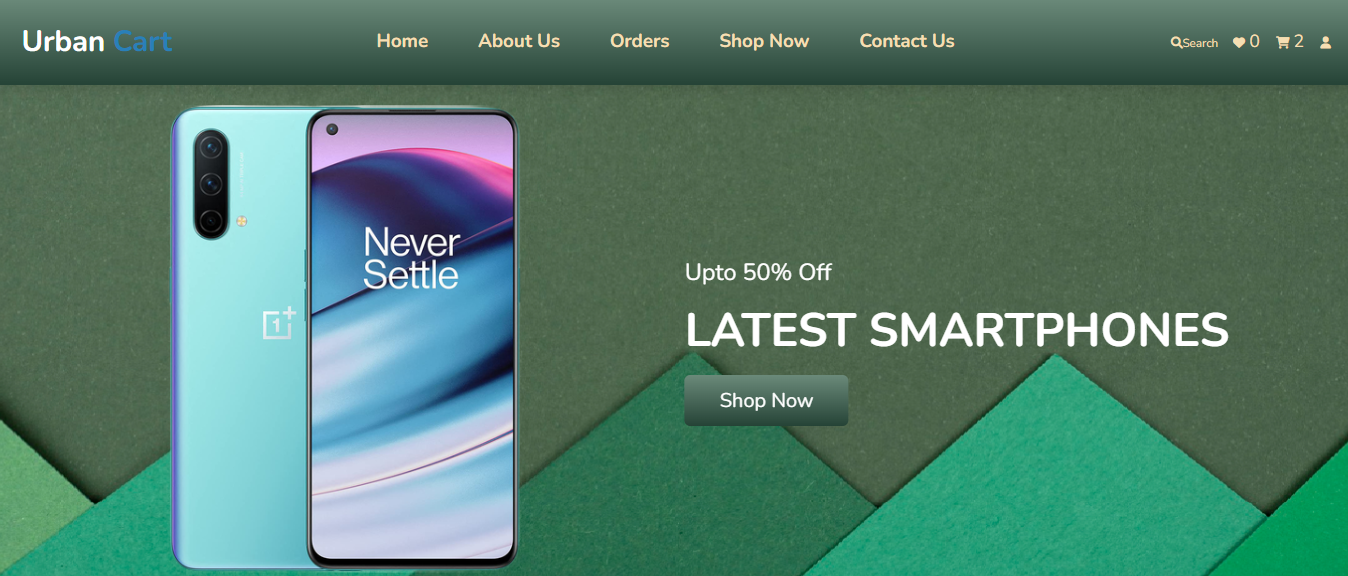 Urban Cart
Home
About Us
Orders
Shop Now
Contact Us
Search
0
2
Never
Settle
1+
Upto 50% Off
LATEST SMARTPHONES
Shop Now